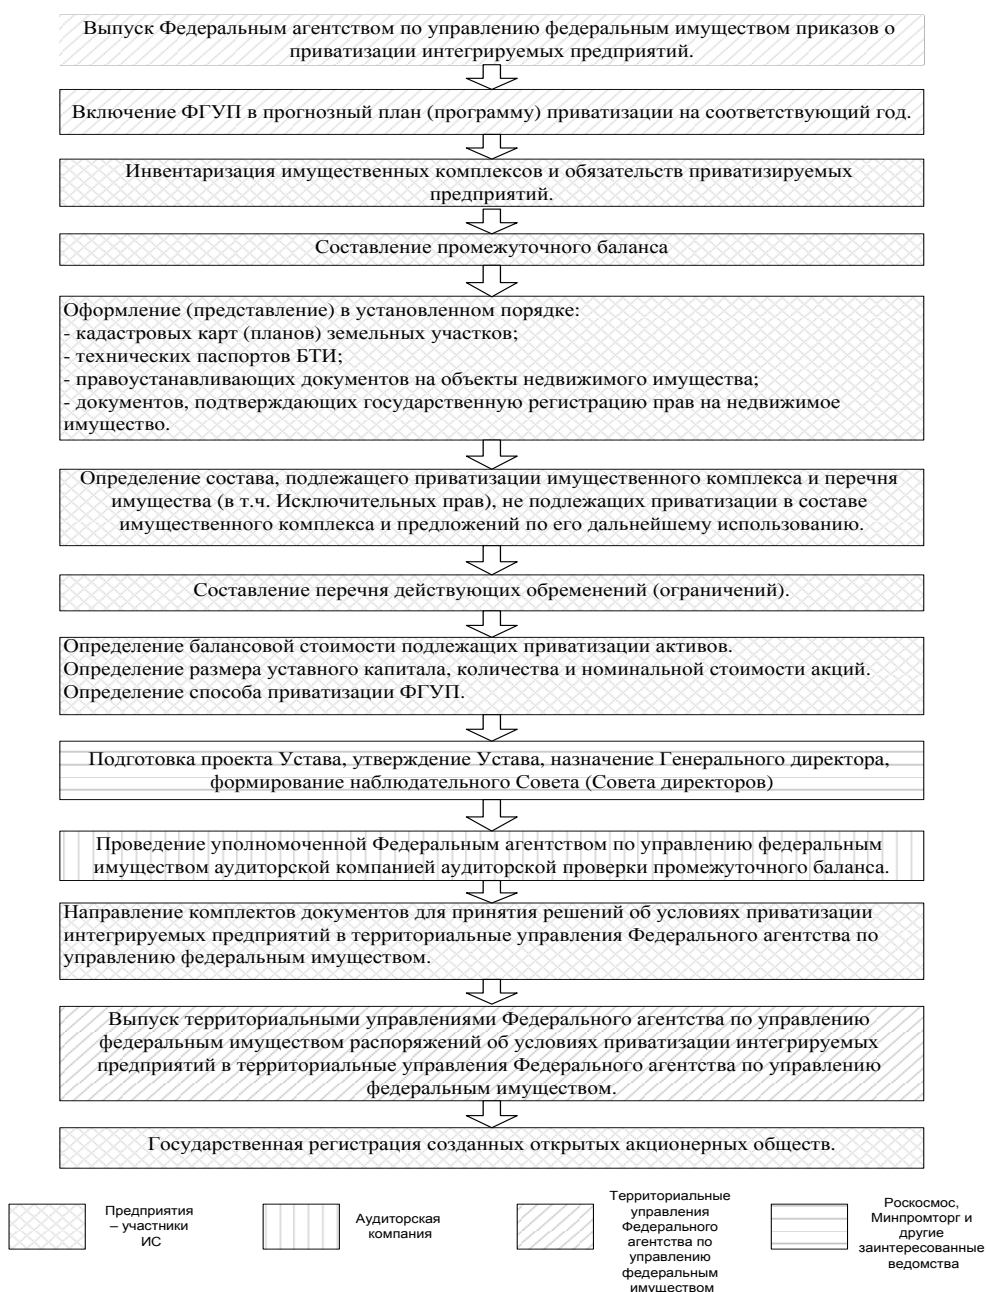 Выпуск Федеральным агентством по управлению федеральным имуществом приказов о
приватизации интегрируемых предприятий.
Включение ФГУП в прогнозный план (программу) приватизации на соответствующий год.
Инвентаризация имущественных комплексов и обязательств приватизируемых
предприятий.
Составление промежуточного баланса
Оформление (представление) в установленном порядке:
- кадастровых карт (планов) земельных участков;
- технических паспортов БТИ;
- правоустанавливающих документов на объекты недвижимого имущества;
- документов, подтверждающих государственную регистрацию прав на недвижимое
имущество.
Определение состава, подлежащего приватизации имущественного комплекса и перечня
имущества (в т.ч. Исключительных прав), не подлежащих приватизации в составе
имущественного комплекса и предложений по его дальнейшему использованию.
Составление перечня действующих обременений (ограничений).
Определение балансовой стоимости подлежащих приватизации активов.
Определение размера уставного капитала, количества и номинальной стоимости акций.
Определение способа приватизации ФГУП.
Подготовка проекта Устава, утверждение Устава, назначение Генерального директора,
формирование наблюдательного Совета (Совета директоров)
Проведение уполномоченной Федеральным агентством по управлению федеральным
имуществом аудиторской компанией аудиторской проверки промежуточного баланса.
Направление комплектов документов для принятия решений об условиях приватизации
интегрируемых предприятий в территориальные управления Федерального агентства по
управлению федеральным имуществом.
Выпуск территориальными управлениями Федерального агентства по управлению
федеральным имуществом распоряжений об условиях приватизации интегрируемых
предприятий в территориальные управления Федерального агентства по управлению
федеральным имуществом.
Государственная регистрация созданных открытых акционерных обществ.
Предприятия
– участники
ИС
Аудиторская
компания
Территориальные
управления
Федерального
агентства по
управлению
федеральным
имуществом
Роскосмос,
Минпромторг и
другие
заинтересованные
ведомства